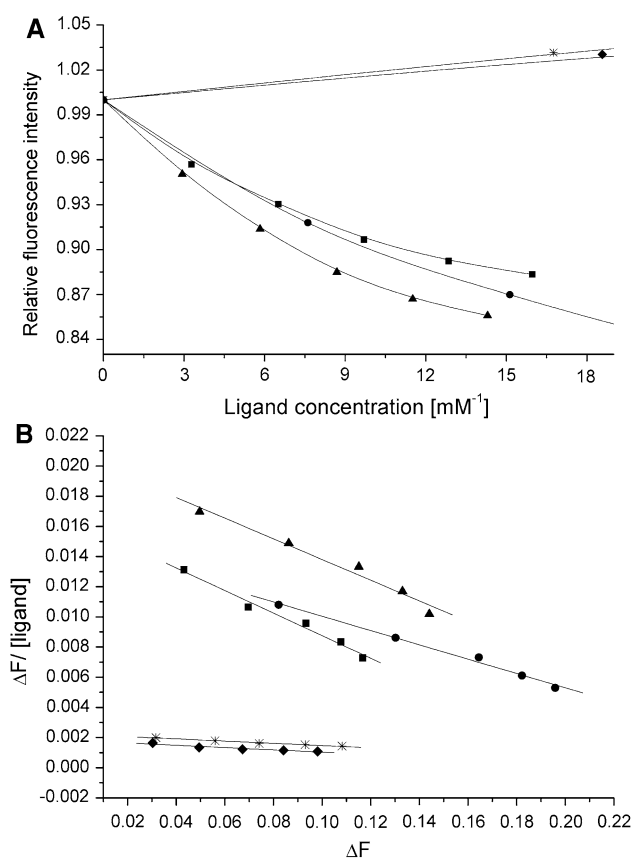 A
1.05
1.02
0.99
0.96
0.93
0.90
0.87
0.84
Relative fluorescence intensity
0 3 6 9 12 15 18
Ligand concentration [mM⁻¹]
B
0.022
0.020
0.018
0.016
0.014
0.012
0.010
0.008
0.006
0.004
0.002
0.000
-0.002
ΔF/ [ligand]
0.02 0.04 0.06 0.08 0.10 0.12 0.14 0.16 0.18 0.20 0.22
ΔF